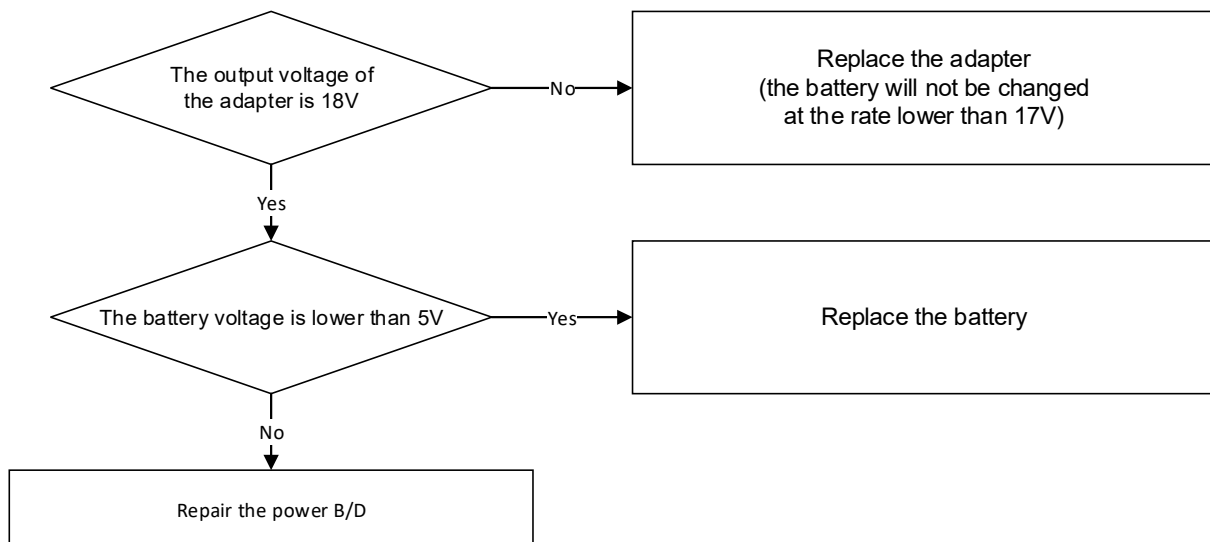 The output voltage of
the adapter is 18V
No
Replace the adapter
(the battery will not be changed
at the rate lower than 17V)
Yes
The battery voltage is lower than 5V
Yes
Replace the battery
No
Repair the power B/D